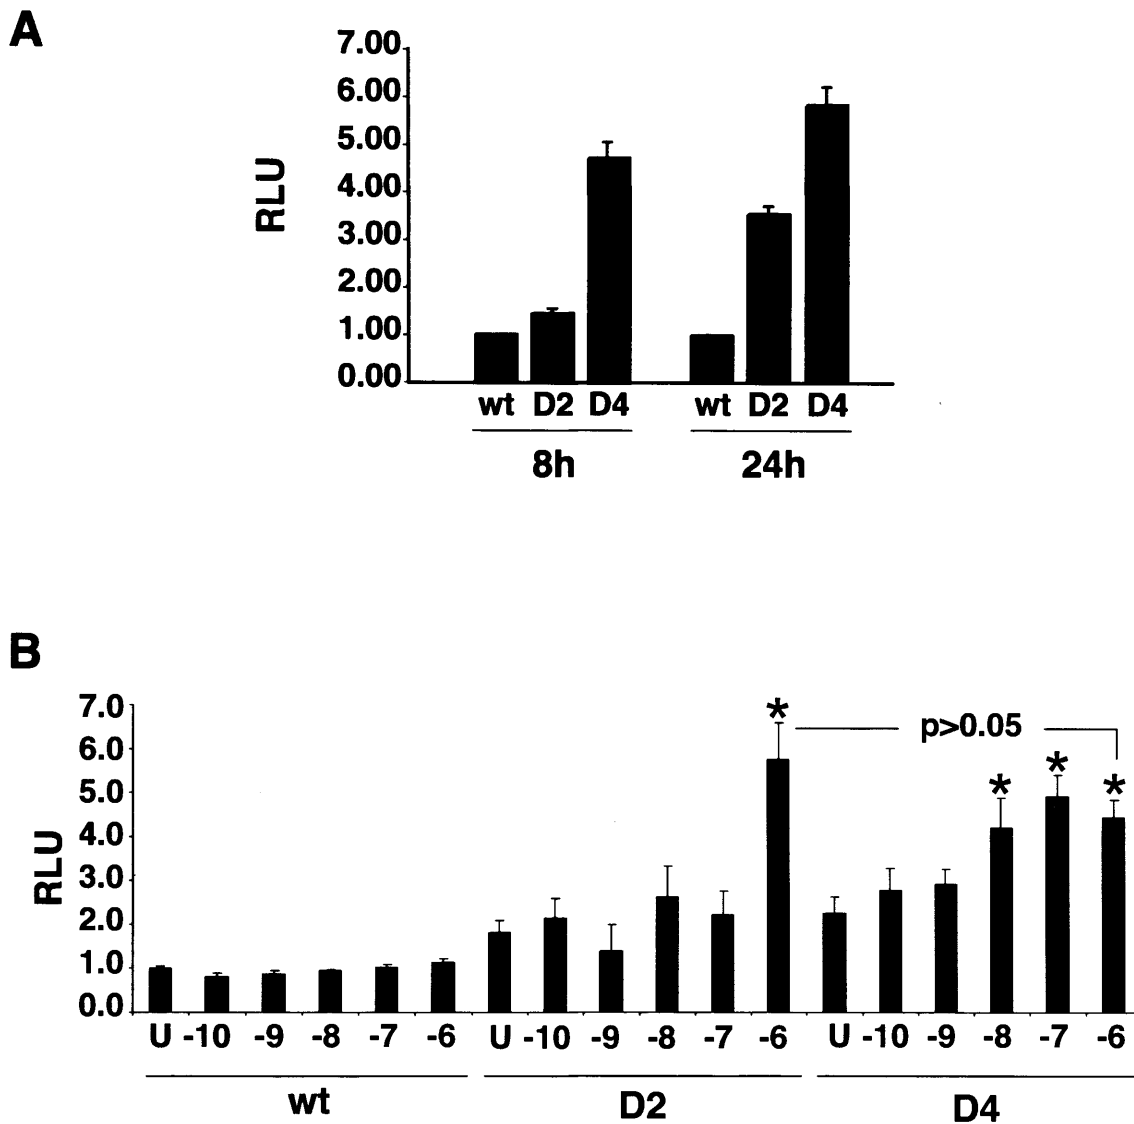 A
7.00
6.00
5.00
4.00
3.00
2.00
1.00
0.00
RLU
wt D2 D4 wt D2 D4
8h 24h
B
7.0
6.0
5.0
4.0
3.0
2.0
1.0
0.0
RLU
* p>0.05 * * *
U -10 -9 -8 -7 -6 U -10 -9 -8 -7 -6 U -10 -9 -8 -7 -6
wt D2 D4